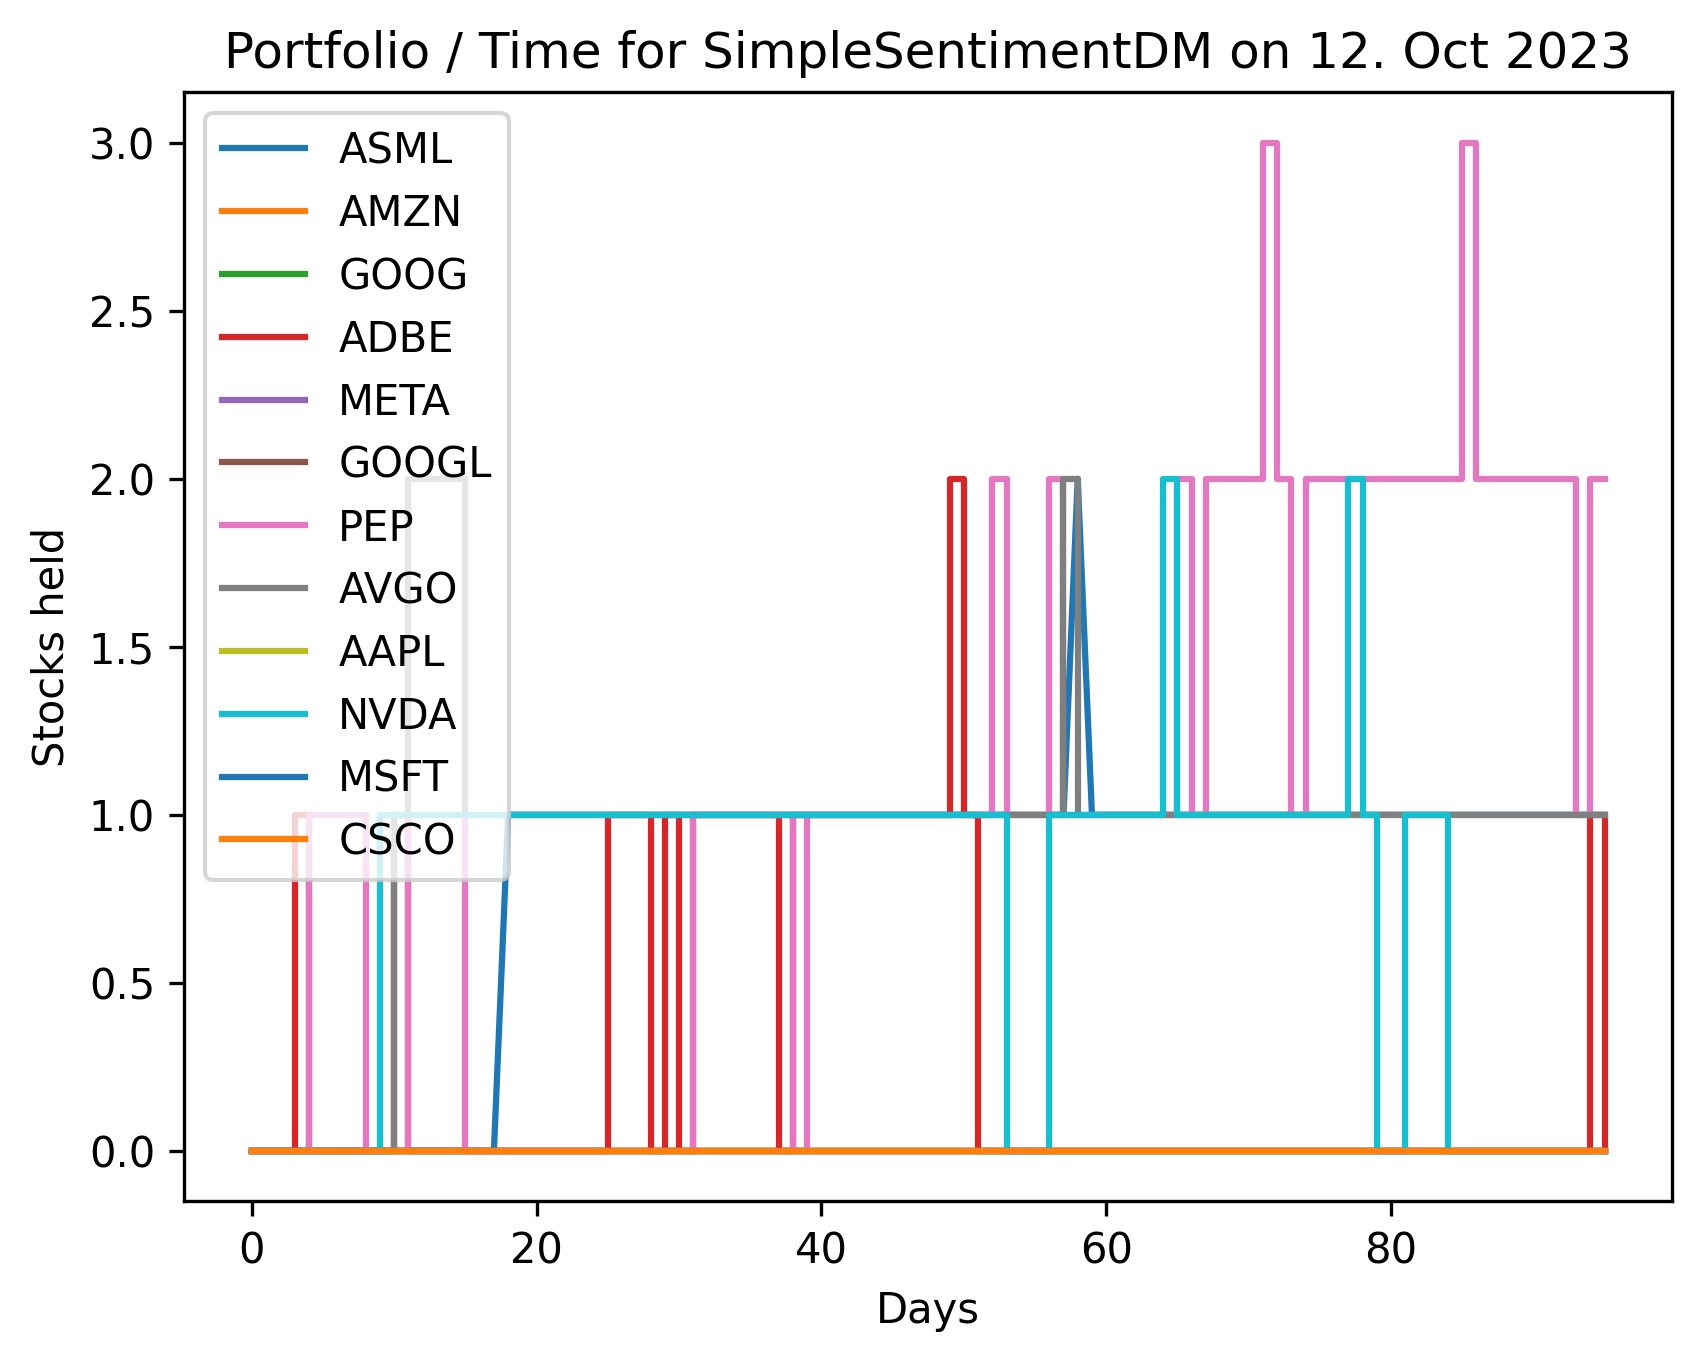 Portfolio / Time for SimpleSentimentDM on 12. Oct 2023
3.0
2.5
2.0
1.5
1.0
0.5
0.0
Stocks held
ASML
AMZN
GOOG
ADBE
META
GOOGL
PEP
AVGO
AAPL
NVDA
MSFT
CSCO
0 20 40 60 80
Days